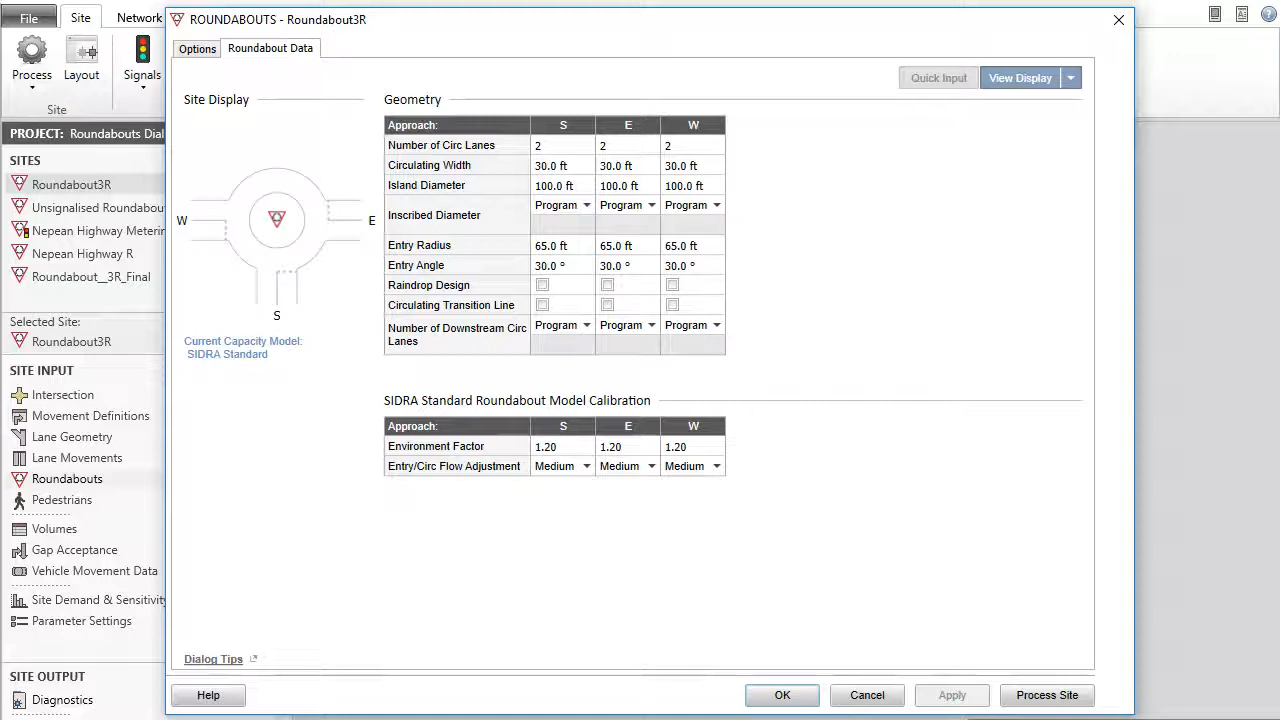 File
Site
Network
Process
Layout
Signals
Site
PROJECT: Roundabouts Dial
SITES
Roundabout3R
Unsignalised Roundabou
Nepean Highway Meterin
Nepean Highway R
Roundabout__3R_Final
Selected Site:
Roundabout3R
SITE INPUT
Intersection
Movement Definitions
Lane Geometry
Lane Movements
Roundabouts
Pedestrians
Volumes
Gap Acceptance
Vehicle Movement Data
Site Demand & Sensitivity
Parameter Settings
SITE OUTPUT
Diagnostics
ROUNDABOUTS - Roundabout3R
Options
Roundabout Data
Quick Input
View Display
Site Display
W
E
S
Current Capacity Model:
SIDRA Standard
Geometry
Approach: S E W
Number of Circ Lanes 2 2 2
Circulating Width 30.0 ft 30.0 ft 30.0 ft
Island Diameter 100.0 ft 100.0 ft 100.0 ft
Inscribed Diameter Program Program Program
Entry Radius 65.0 ft 65.0 ft 65.0 ft
Entry Angle 30.0 ° 30.0 ° 30.0 °
Raindrop Design
Circulating Transition Line
Number of Downstream Circ Program Program Program
Lanes
SIDRA Standard Roundabout Model Calibration
Approach: S E W
Environment Factor 1.20 1.20 1.20
Entry/Circ Flow Adjustment Medium Medium Medium
Dialog Tips
Help
OK
Cancel
Apply
Process Site